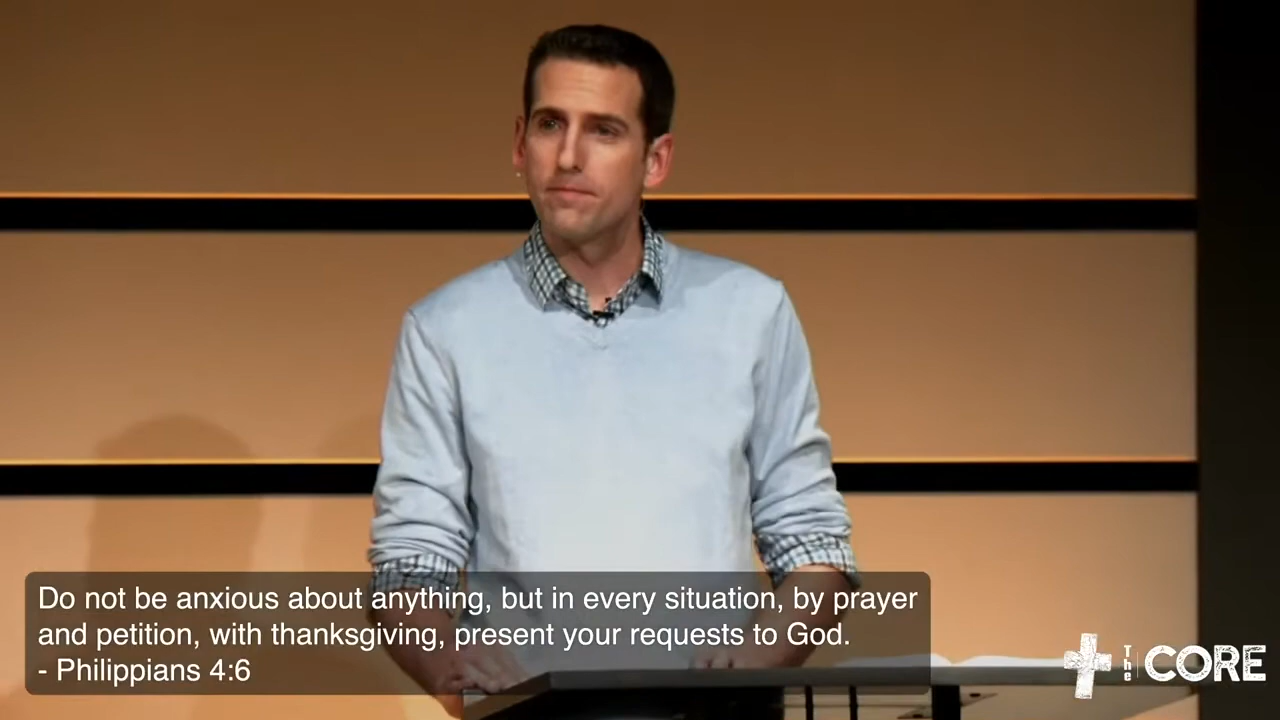 Do not be anxious about anything, but in every situation, by prayer
and petition, with thanksgiving, present your requests to God.
- Philippians 4:6
The CORE